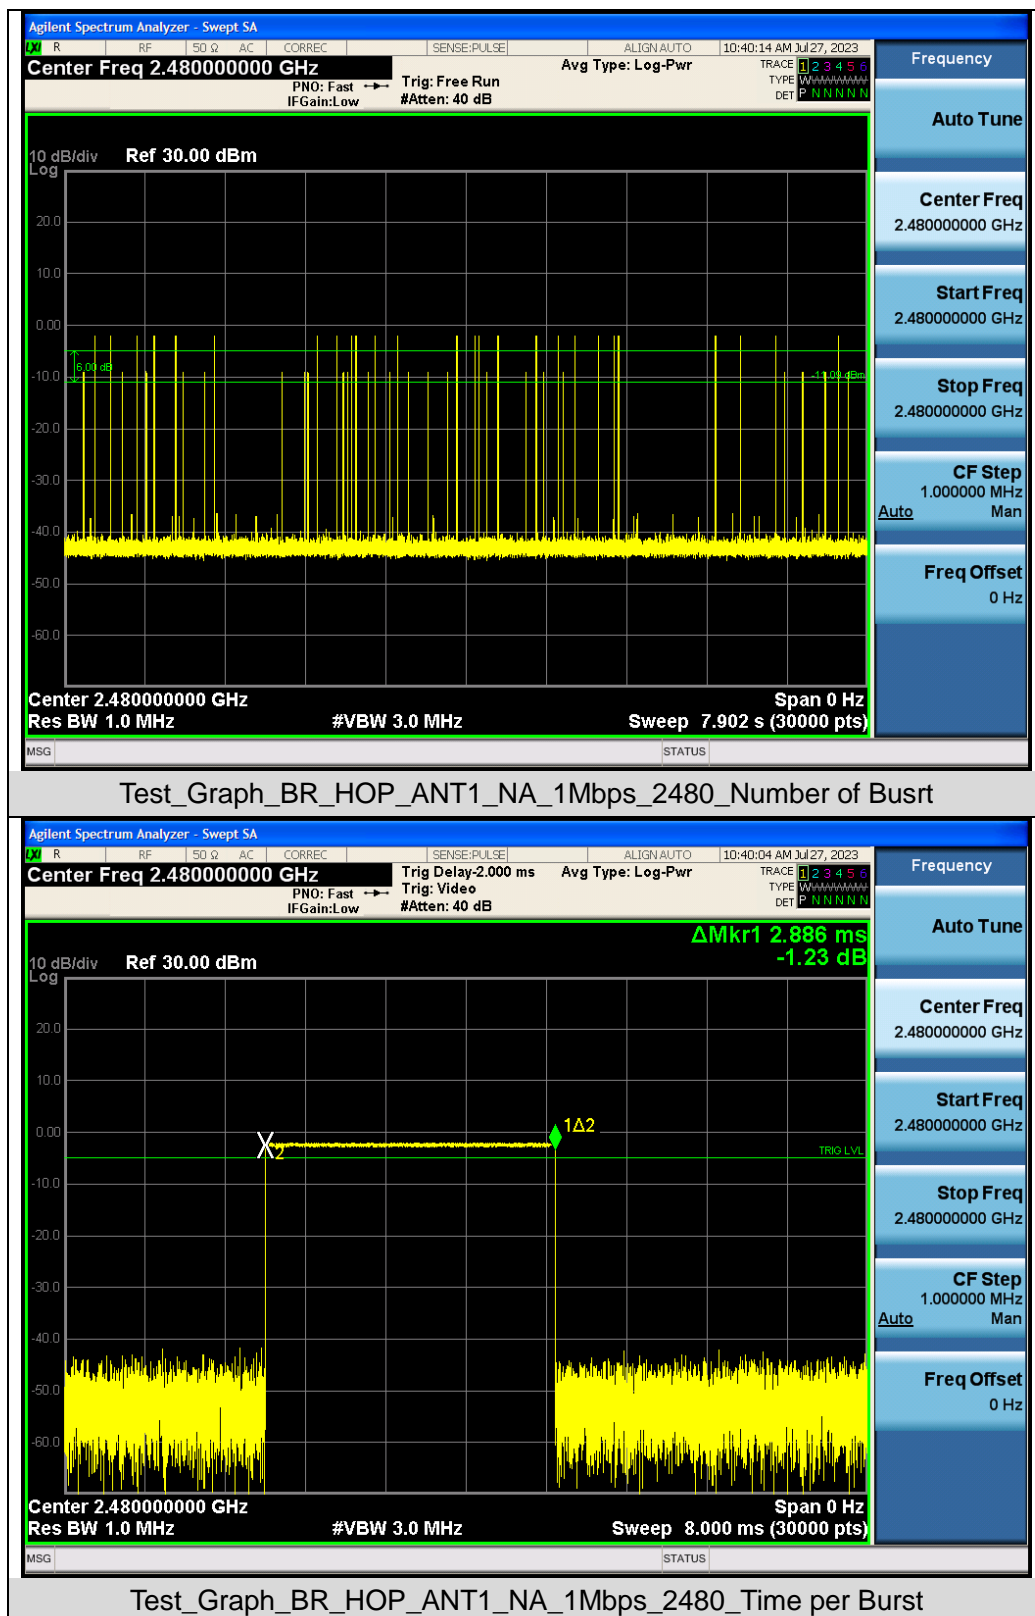 Agilent Spectrum Analyzer - Swept SA
LXI R RF 50 Ω AC CORREC SENSE:PULSE ALIGN AUTO 10:40:14 AM Jul 27, 2023
Center Freq 2.480000000 GHz Avg Type: Log-Pwr TRACE 1 2 3 4 5 6
PNO: Fast Trig: Free Run TYPE W
IFGain:Low #Atten: 40 dB DET P N N N N N
Frequency
Auto Tune
Center Freq
2.480000000 GHz
Start Freq
2.480000000 GHz
Stop Freq
2.480000000 GHz
CF Step
1.000000 MHz
Auto Man
Freq Offset
0 Hz
10 dB/div Ref 30.00 dBm
Log
20.0
10.0
0.00
6.00 dB
-10.0 -11.09 dBm
-20.0
-30.0
-40.0
-50.0
-60.0
Center 2.480000000 GHz Span 0 Hz
Res BW 1.0 MHz #VBW 3.0 MHz Sweep 7.902 s (30000 pts)
MSG STATUS
Test_Graph_BR_HOP_ANT1_NA_1Mbps_2480_Number of Busrt
Agilent Spectrum Analyzer - Swept SA
LXI R RF 50 Ω AC CORREC SENSE:PULSE ALIGN AUTO 10:40:04 AM Jul 27, 2023
Center Freq 2.480000000 GHz Trig Delay-2.000 ms Avg Type: Log-Pwr TRACE 1 2 3 4 5 6
PNO: Fast Trig: Video TYPE W
IFGain:Low #Atten: 40 dB DET P N N N N N
Frequency
Auto Tune
Center Freq
2.480000000 GHz
Start Freq
2.480000000 GHz
Stop Freq
2.480000000 GHz
CF Step
1.000000 MHz
Auto Man
Freq Offset
0 Hz
ΔMkr1 2.886 ms
-1.23 dB
10 dB/div Ref 30.00 dBm
Log
20.0
10.0
0.00
1Δ2
2
TRIG LVL
-10.0
-20.0
-30.0
-40.0
-50.0
-60.0
Center 2.480000000 GHz Span 0 Hz
Res BW 1.0 MHz #VBW 3.0 MHz Sweep 8.000 ms (30000 pts)
MSG STATUS
Test_Graph_BR_HOP_ANT1_NA_1Mbps_2480_Time per Burst